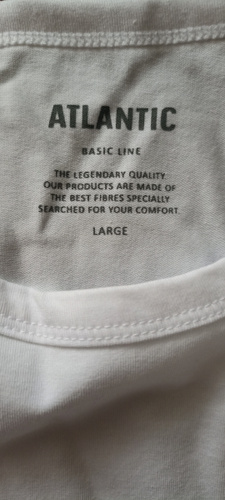 ATLANTIC
BASIC LINE
THE LEGENDARY QUALITY.
OUR PRODUCTS ARE MADE OF
THE BEST FIBRES SPECIALLY
SEARCHED FOR YOUR COMFORT.
LARGE